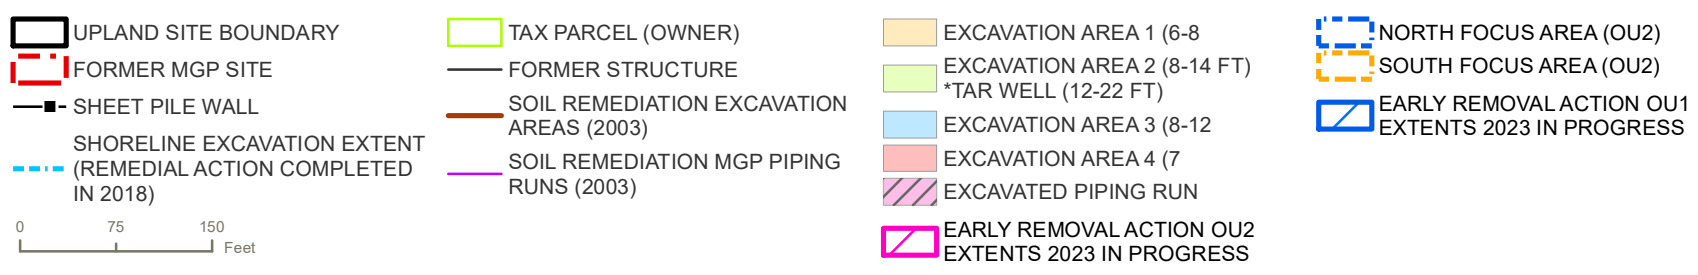 UPLAND SITE BOUNDARY
FORMER MGP SITE
SHEET PILE WALL
SHORELINE EXCAVATION EXTENT
(REMEDIAL ACTION COMPLETED
IN 2018)
0 75 150
Feet
TAX PARCEL (OWNER)
FORMER STRUCTURE
SOIL REMEDIATION EXCAVATION
AREAS (2003)
SOIL REMEDIATION MGP PIPING
RUNS (2003)
EXCAVATION AREA 1 (6-8
EXCAVATION AREA 2 (8-14 FT)
*TAR WELL (12-22 FT)
EXCAVATION AREA 3 (8-12
EXCAVATION AREA 4 (7
EXCAVATED PIPING RUN
EARLY REMOVAL ACTION OU2
EXTENTS 2023 IN PROGRESS
NORTH FOCUS AREA (OU2)
SOUTH FOCUS AREA (OU2)
EARLY REMOVAL ACTION OU1
EXTENTS 2023 IN PROGRESS